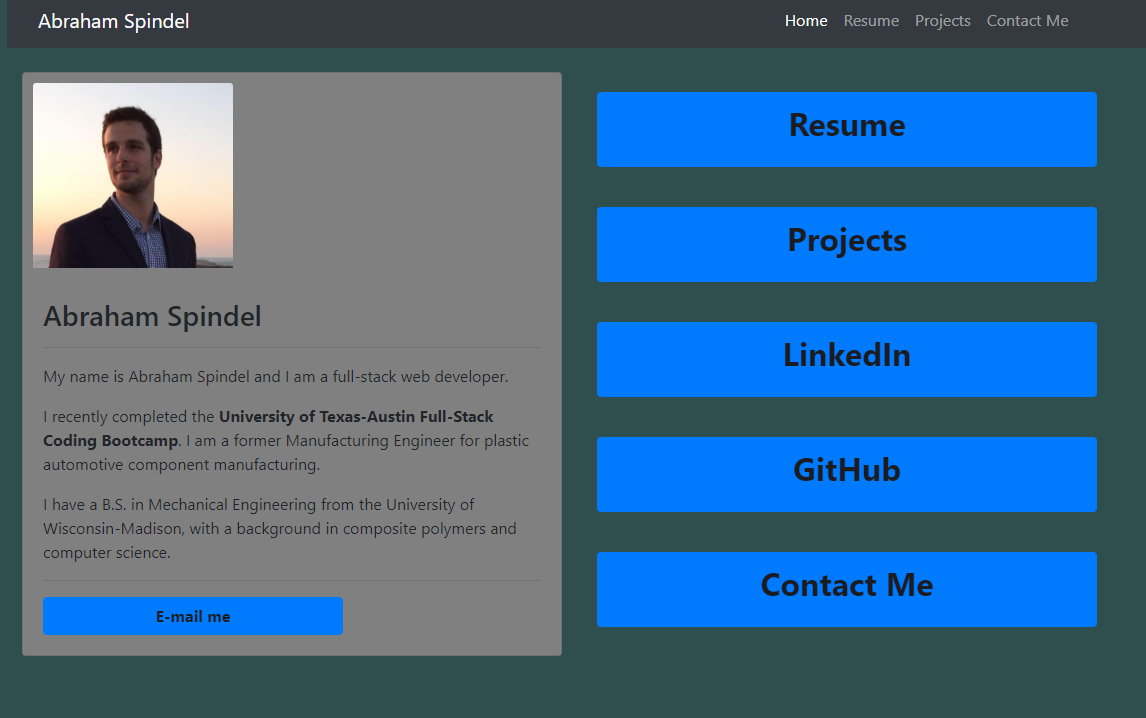 Abraham Spindel
Home Resume Projects Contact Me
Abraham Spindel
My name is Abraham Spindel and I am a full-stack web developer.
I recently completed the University of Texas-Austin Full-Stack
Coding Bootcamp. I am a former Manufacturing Engineer for plastic
automotive component manufacturing.
I have a B.S. in Mechanical Engineering from the University of
Wisconsin-Madison, with a background in composite polymers and
computer science.
E-mail me
Resume
Projects
LinkedIn
GitHub
Contact Me